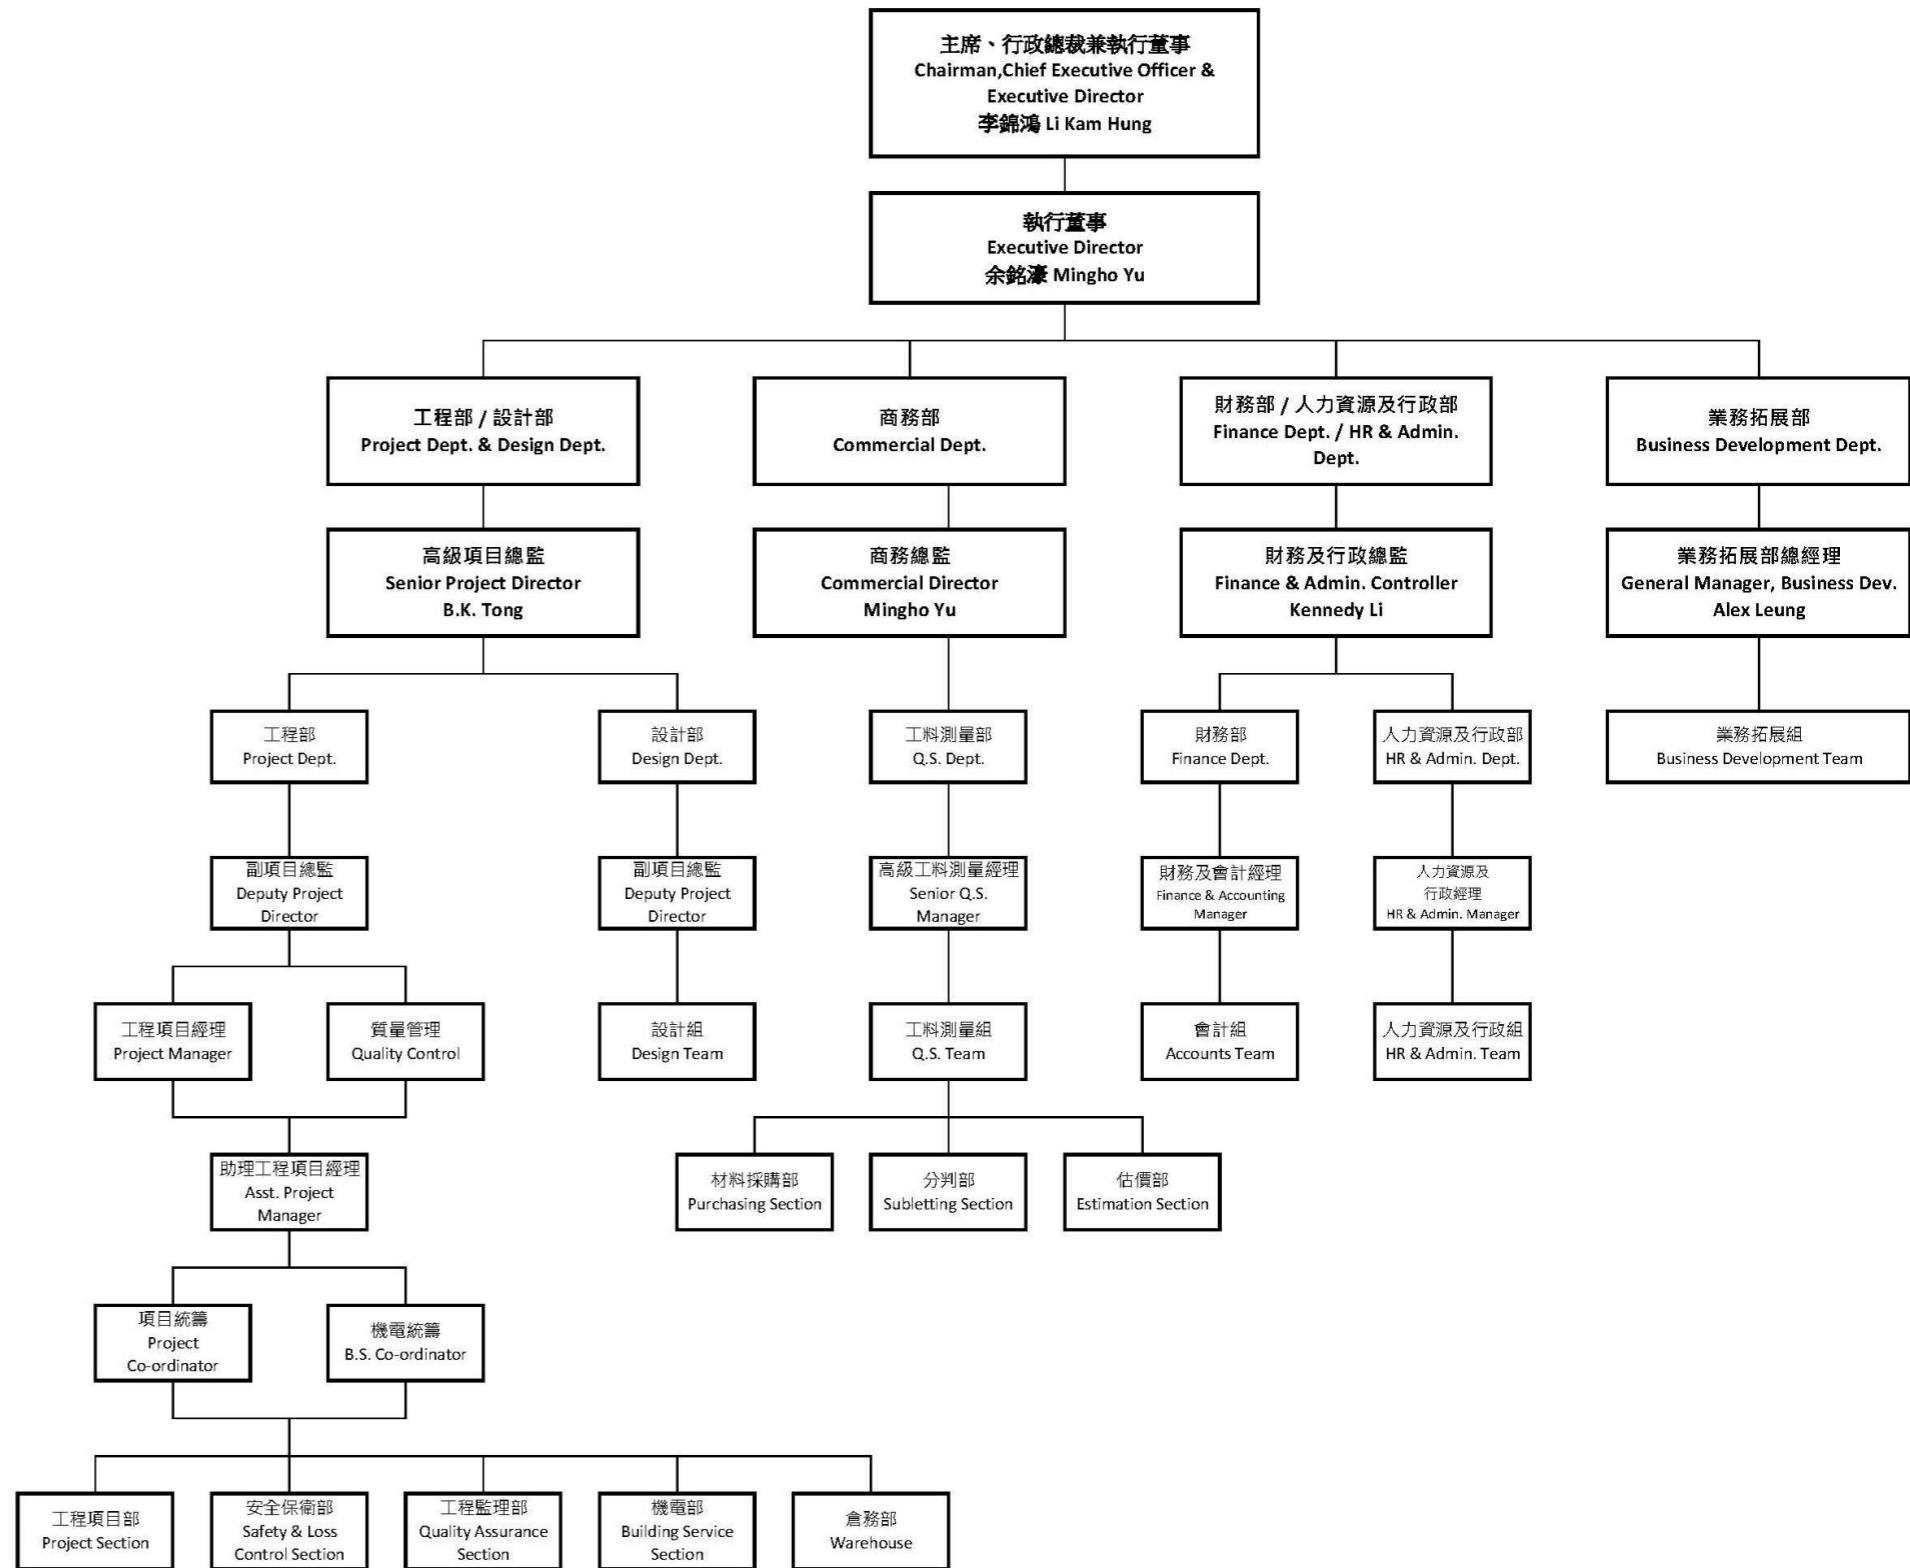 主席、行政總裁兼執行董事
Chairman,Chief Executive Officer &
Executive Director
李錦鴻 Li Kam Hung
執行董事
Executive Director
余銘濠 Mingho Yu
工程部 / 設計部
Project Dept. & Design Dept.
商務部
Commercial Dept.
財務部 / 人力資源及行政部
Finance Dept. / HR & Admin.
Dept.
業務拓展部
Business Development Dept.
高級項目總監
Senior Project Director
B.K. Tong
商務總監
Commercial Director
Mingho Yu
財務及行政總監
Finance & Admin. Controller
Kennedy Li
業務拓展部總經理
General Manager, Business Dev.
Alex Leung
工程部
Project Dept.
設計部
Design Dept.
工料測量部
Q.S. Dept.
財務部
Finance Dept.
人力資源及行政部
HR & Admin. Dept.
業務拓展組
Business Development Team
副項目總監
Deputy Project
Director
副項目總監
Deputy Project
Director
高級工料測量經理
Senior Q.S.
Manager
財務及會計經理
Finance & Accounting
Manager
人力資源及
行政經理
HR & Admin. Manager
工程項目經理
Project Manager
質量管理
Quality Control
設計組
Design Team
工料測量組
Q.S. Team
會計組
Accounts Team
人力資源及行政組
HR & Admin. Team
助理工程項目經理
Asst. Project
Manager
材料採購部
Purchasing Section
分判部
Subletting Section
估價部
Estimation Section
項目統籌
Project
Co-ordinator
機電統籌
B.S. Co-ordinator
工程項目部
Project Section
安全保衛部
Safety & Loss
Control Section
工程監理部
Quality Assurance
Section
機電部
Building Service
Section
倉務部
Warehouse